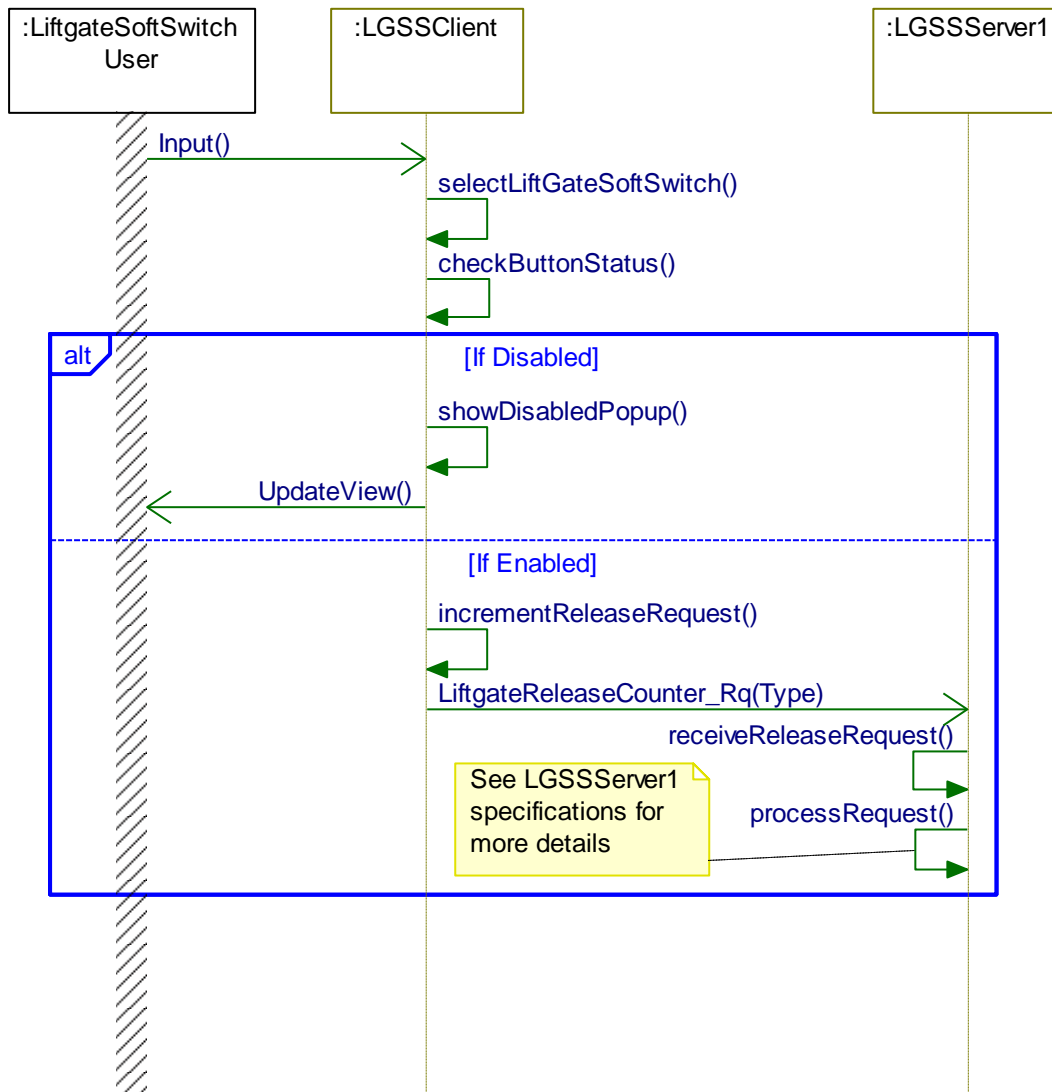 :LiftgateSoftSwitch
User
:LGSSClient
:LGSSServer1
Input()
selectLiftGateSoftSwitch()
checkButtonStatus()
alt
[If Disabled]
showDisabledPopup()
UpdateView()
[If Enabled]
incrementReleaseRequest()
LiftgateReleaseCounter_Rq(Type)
receiveReleaseRequest()
See LGSSServer1
specifications for
more details
processRequest()